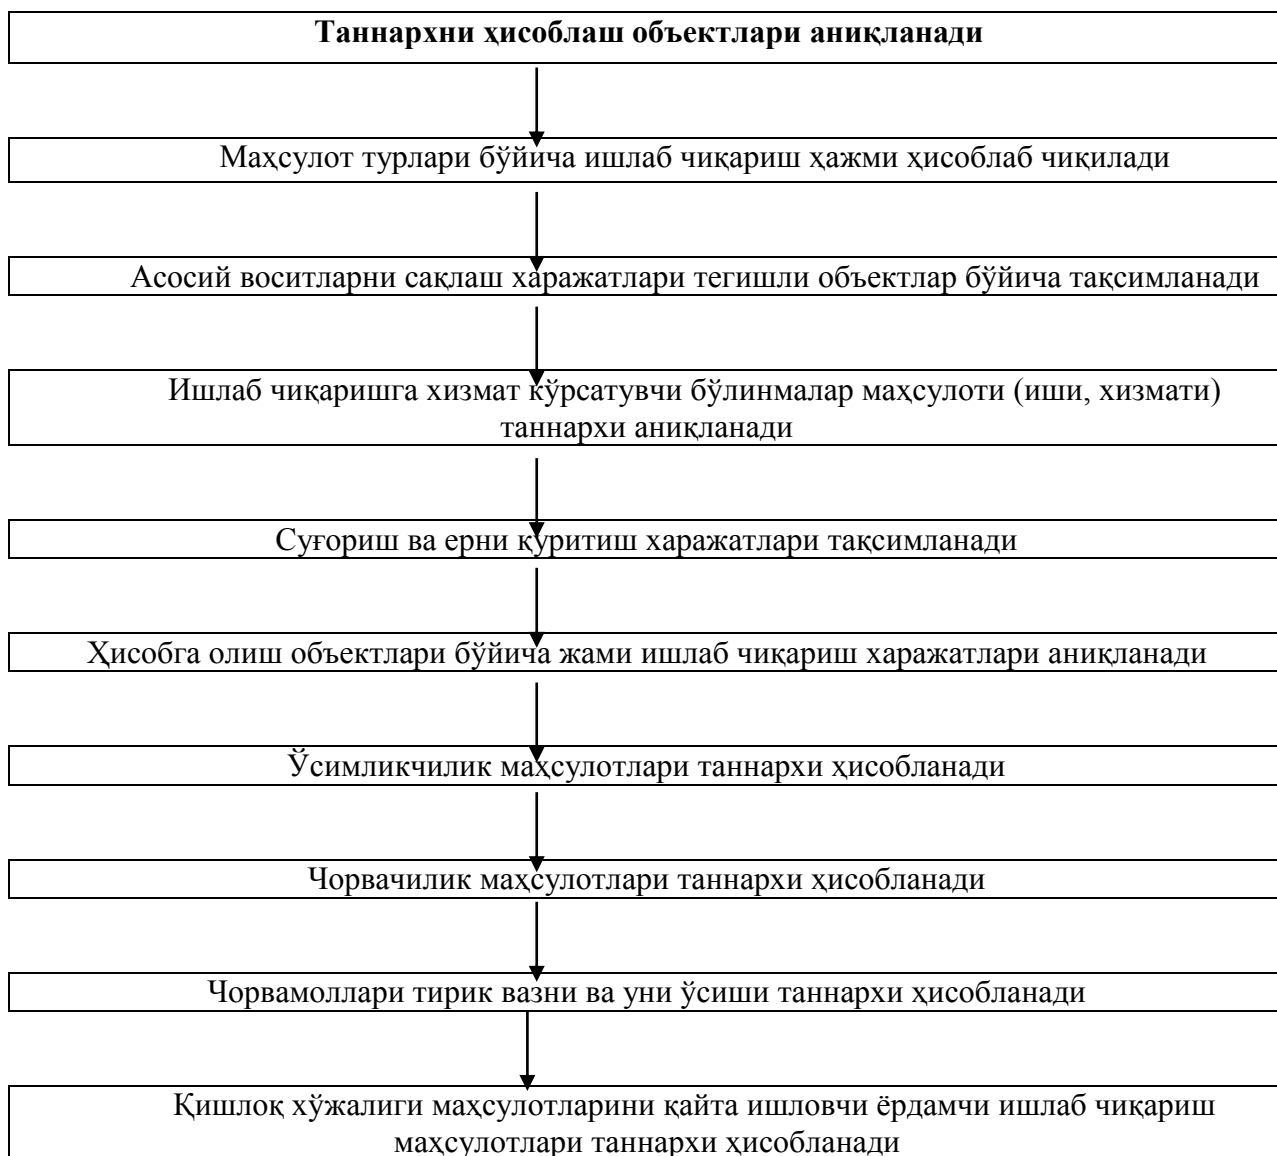 Таннархни ҳисоблаш объектлари аниқланади
Маҳсулот турлари бўйича ишлаб чиқариш ҳажми ҳисоблаб чиқилади
Асосий воситларни сақлаш харажатлари тегишли объектлар бўйича тақсимланади
Ишлаб чиқаришга хизмат кўрсатувчи бўлинмалар маҳсулоти (иши, хизмати)
таннархи аниқланади
Суғориш ва ерни қуритиш харажатлари тақсимланади
Ҳисобга олиш объектлари бўйича жами ишлаб чиқариш харажатлари аниқланади
Ўсимликчилик маҳсулотлари таннархи ҳисобланади
Чорвачилик маҳсулотлари таннархи ҳисобланади
Чорвамоллари тирик вазни ва уни ўсиши таннархи ҳисобланади
Қишлоқ хўжалиги маҳсулотларини қайта ишловчи ёрдамчи ишлаб чиқариш
маҳсулотлари таннархи ҳисобланади